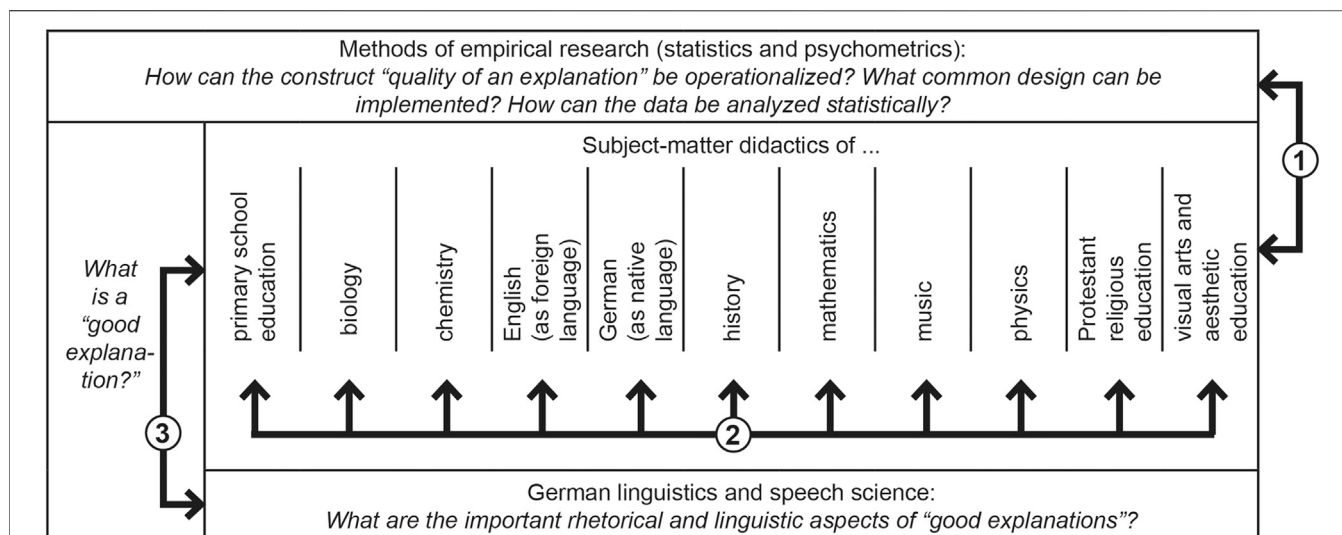 Methods of empirical research (statistics and psychometrics):
How can the construct “quality of an explanation” be operationalized? What common design can be
implemented? How can the data be analyzed statistically?
1
Subject-matter didactics of ...
What
is a
“good
explana-
tion?”
primary school
education
biology
chemistry
English
(as foreign
language)
German
(as native
language)
history
mathematics
music
physics
Protestant
religious
education
visual arts and
aesthetic
education
3
2
German linguistics and speech science:
What are the important rhetorical and linguistic aspects of “good explanations”?